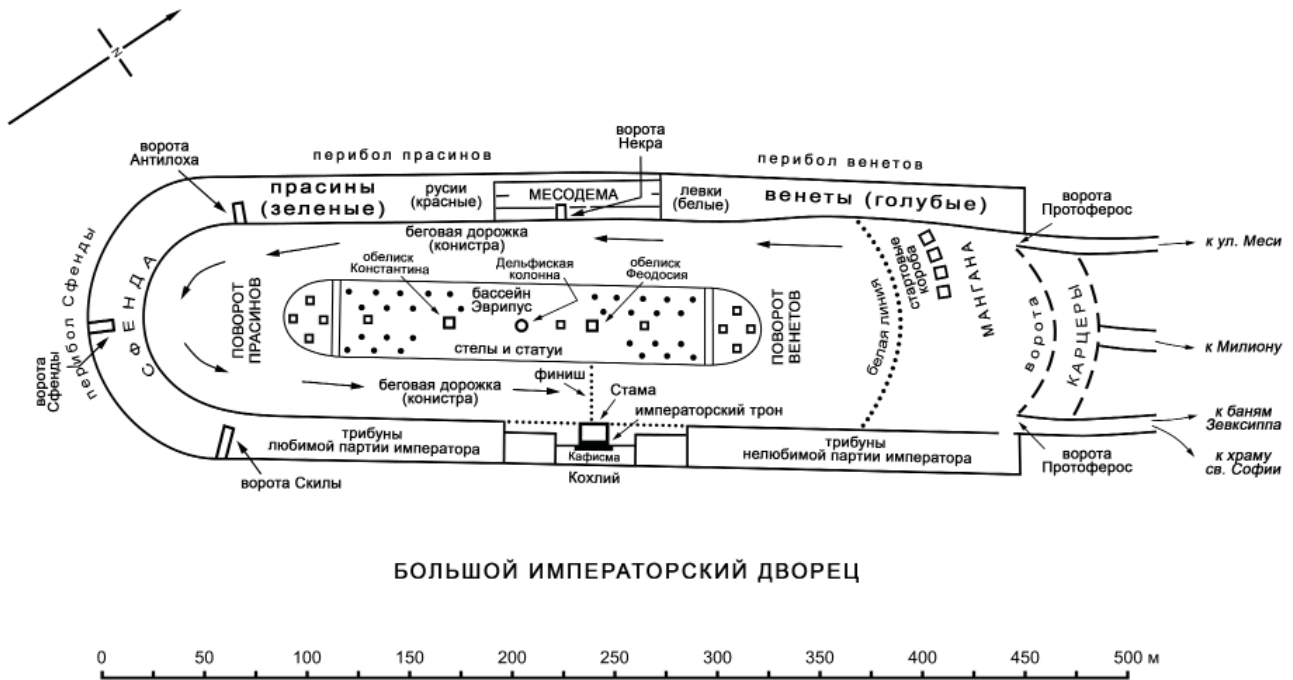 N
ворота
Антилоха
перибол прасинов
ворота
Некра
перибол венетов
прасины
(зеленые)
русии
(красные)
МЕСОДЕМА
левки
(белые)
венеты (голубые)
ворота
Протоферос
к ул. Меси
беговая дорожка
(конистра)
обелиск
Константина
Дельфиская
колонна
обелиск
Феодосия
бассейн
Эврипус
стелы и статуи
перибол Сфенды
СФЕНДА
ворота
Сфенды
ПОВОРОТ
ПРАСИНОВ
ПОВОРОТ
ВЕНЕТОВ
белая линия
стартовые
короба
МАНГАНА
ворота
КАРЦЕРЫ
к Милиону
беговая дорожка
(конистра)
финиш
Стама
императорский трон
к баням
Зевксиппа
трибуны
любимой партии императора
Кафисма
трибуны
нелюбимой партии императора
ворота
Протоферос
к храму
св. Софии
ворота Скилы
Кохлий
БОЛЬШОЙ ИМПЕРАТОРСКИЙ ДВОРЕЦ
0 50 100 150 200 250 300 350 400 450 500 м